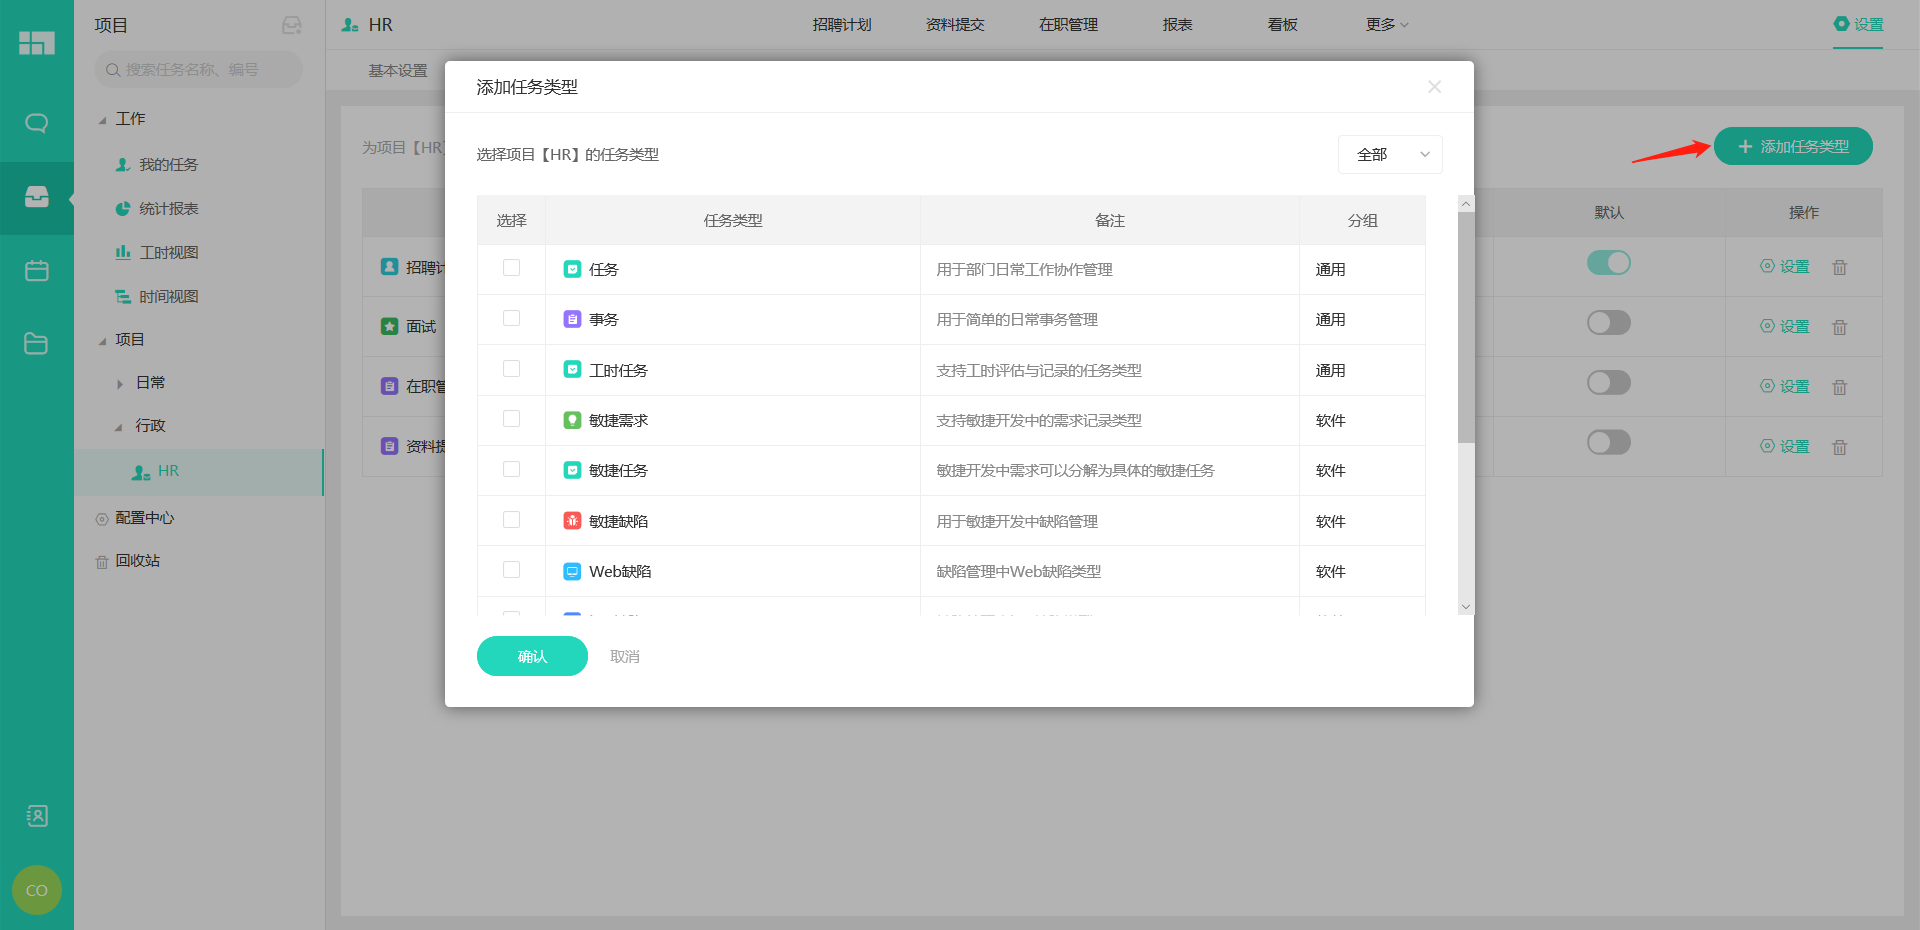 项目
搜索任务名称、编号
工作
我的任务
统计报表
工时视图
时间视图
项目
日常
行政
HR
配置中心
回收站
CO
HR
招聘计划
资料提交
在职管理
报表
看板
更多
设置
基本设置
为项目【HR
添加任务类型
默认
操作
招聘计
设置
面试
设置
在职管
设置
资料提
设置
添加任务类型
选择项目【HR】的任务类型
全部
选择 任务类型 备注 分组
任务 用于部门日常工作协作管理 通用
事务 用于简单的日常事务管理 通用
工时任务 支持工时评估与记录的任务类型 通用
敏捷需求 支持敏捷开发中的需求记录类型 软件
敏捷任务 敏捷开发中需求可以分解为具体的敏捷任务 软件
敏捷缺陷 用于敏捷开发中缺陷管理 软件
Web缺陷 缺陷管理中Web缺陷类型 软件
确认
取消